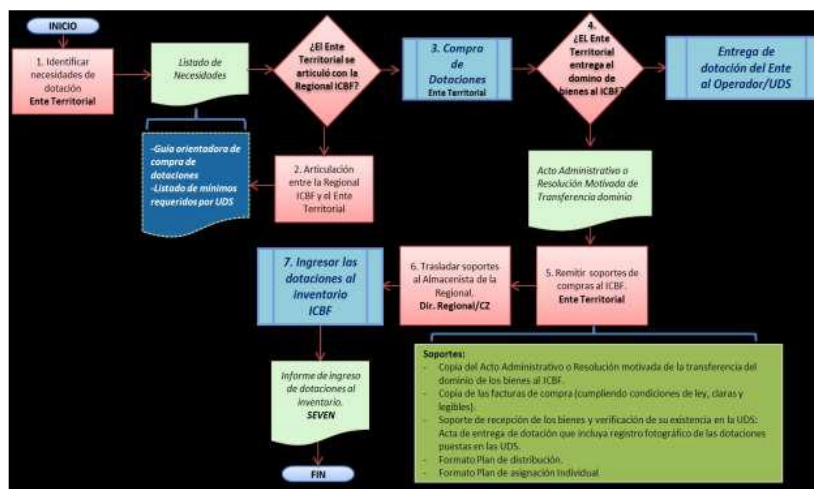 INICIO
1. Identificar
necesidades de
dotación
Ente Territorial
Listado de
Necesidades
¿El Ente
Territorial se
articuló con la
Regional ICBF?
3. Compra
de
Dotaciones
Ente Territorial
4.
¿EL Ente
Territorial
entrega el
domino de
bienes al ICBF?
Entrega de
dotación del Ente
al Operador/UDS
-Guía orientadora de
compra de
dotaciones
-Listado de mínimos
requeridos por UDS
2. Articulación
entre la Regional
ICBF y el Ente
Territorial
Acto Administrativo o
Resolución Motivada de
Transferencia dominio
7. Ingresar las
dotaciones al
inventario
ICBF
6. Trasladar soportes
al Almacenista de la
Regional.
Dir. Regional/CZ
5. Remitir soportes de
compras al ICBF.
Ente Territorial
Informe de ingreso
de dotaciones al
inventario.
SEVEN
FIN
Soportes:
- Copia del Acto Administrativo o Resolución motivada de la transferencia del
dominio de los bienes al ICBF.
- Copia de las facturas de compra (cumpliendo condiciones de ley, claras y
legibles).
- Soporte de recepción de los bienes y verificación de su existencia en la UDS:
Acta de entrega de dotación que incluya registro fotográfico de las dotaciones
puestas en las UDS.
- Formato Plan de distribución.
- Formato Plan de asignación Individual